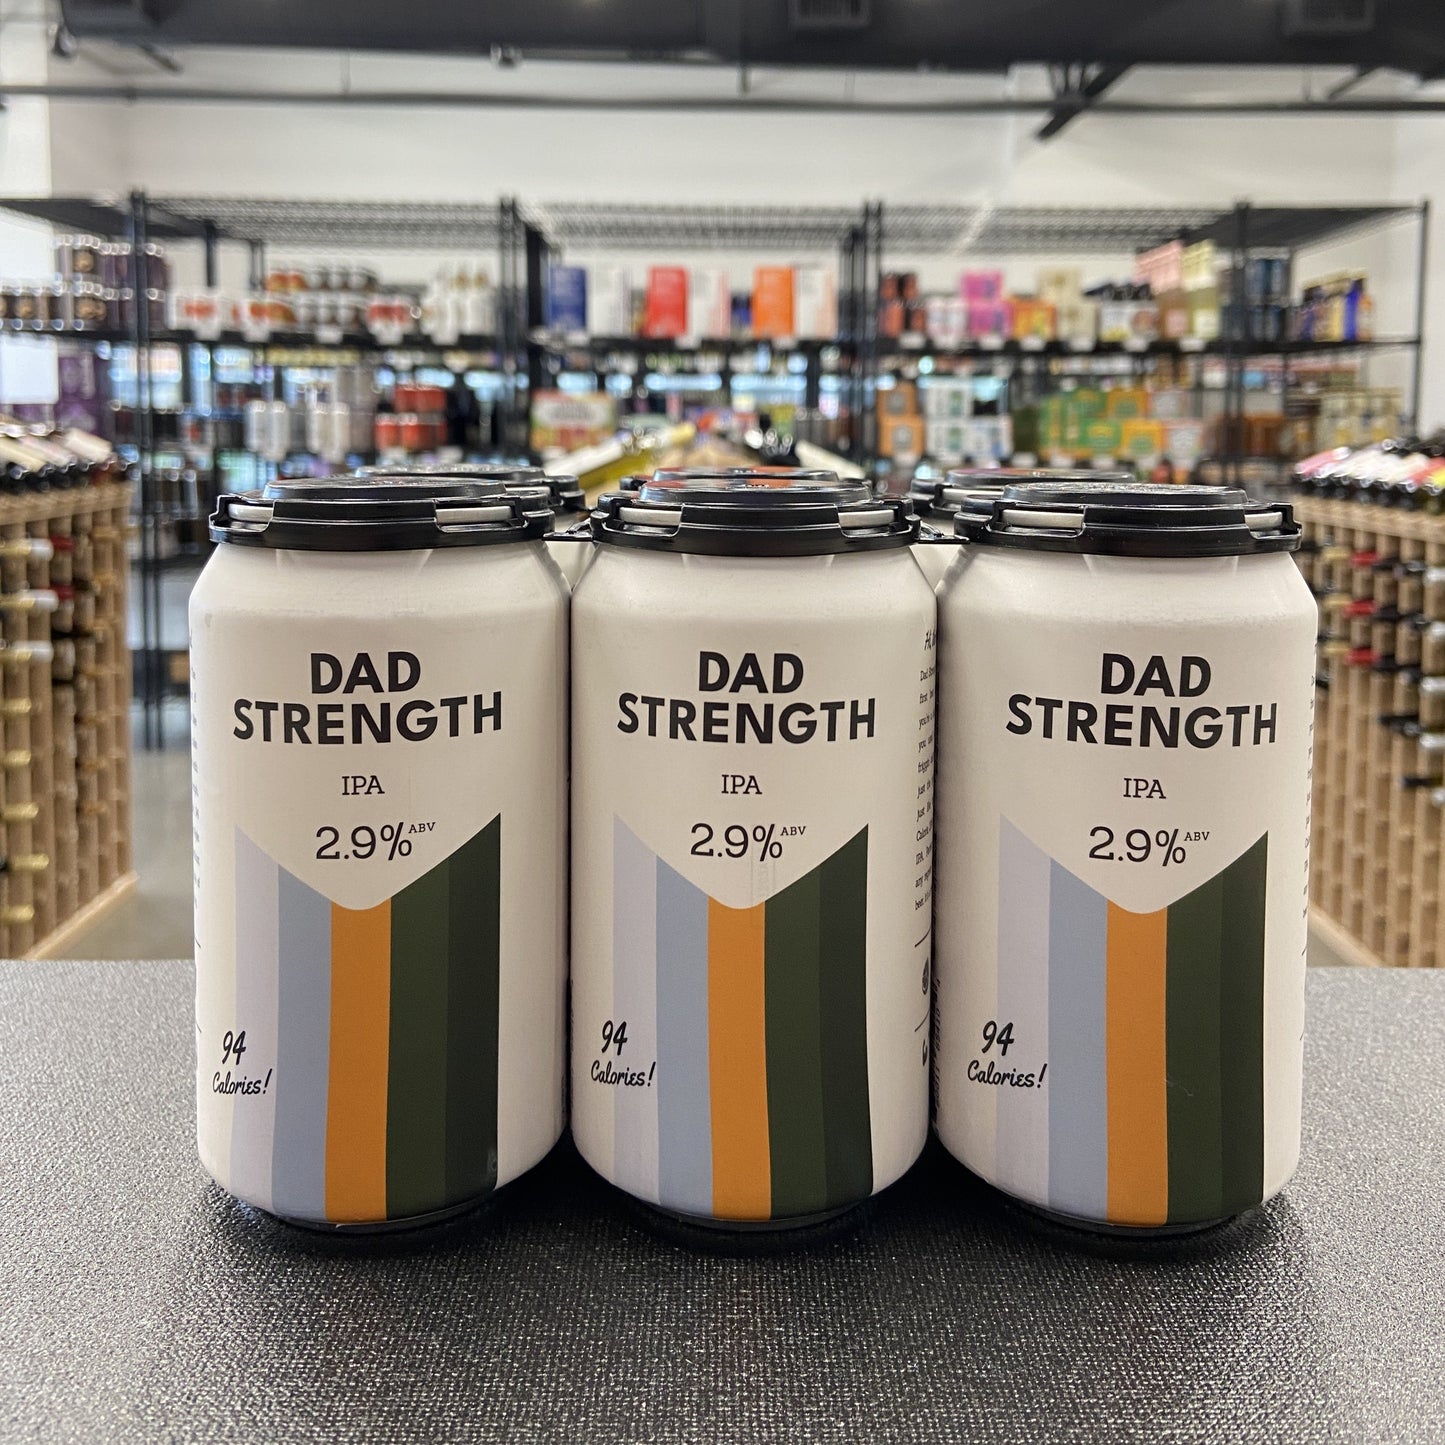 DAD
STRENGTH
IPA
2.9% ABV
94
Calories!
DAD
STRENGTH
IPA
2.9% ABV
94
Calories!
DAD
STRENGTH
IPA
2.9% ABV
94
Calories!